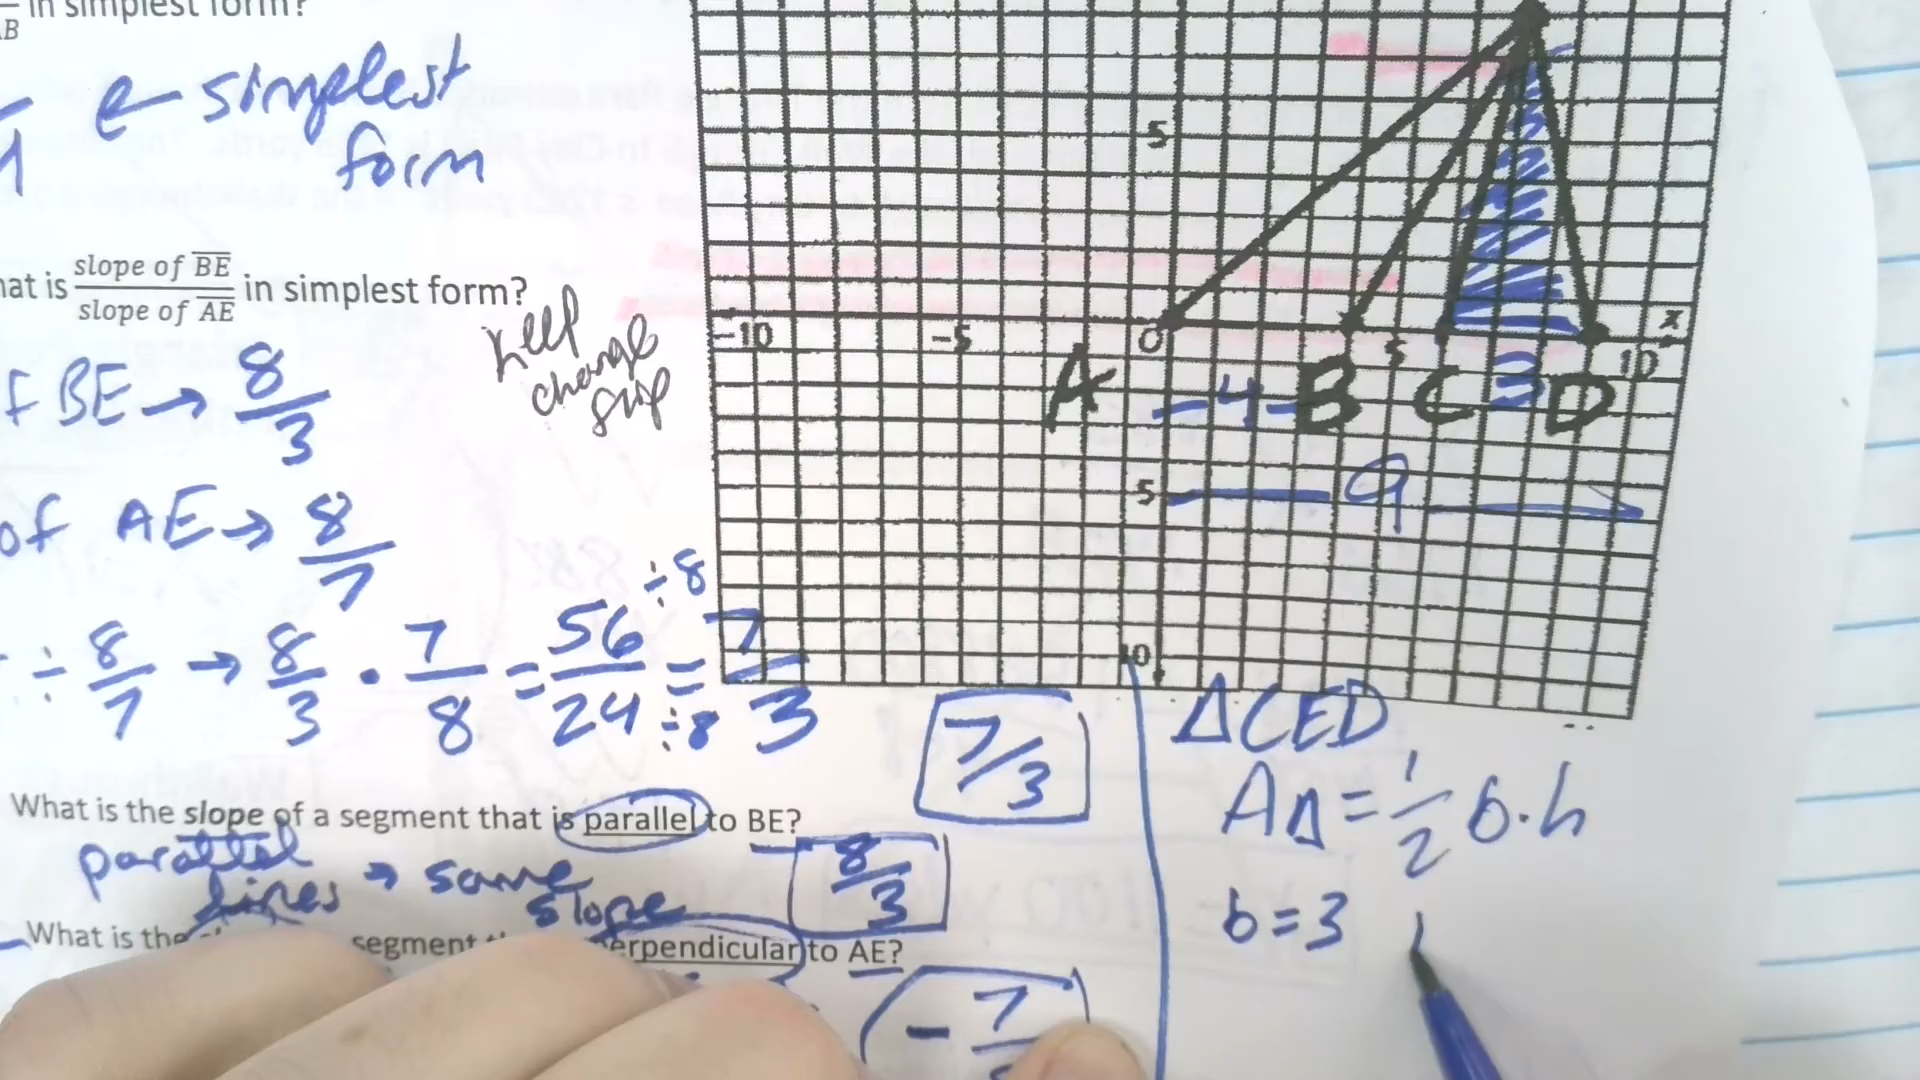 B in simplest form?
← simplest
form
hat is slope of BE / slope of AE in simplest form?
keep
change
flip
f BE → 8/3
of AE → 8/7
÷ 8/7 → 8/3 · 7/8 = 56/24 ÷8 / ÷8 = 7/3
7/3
What is the slope of a segment that is parallel to BE?
parallel
lines → same
slope
8/3
What is the segment erpendicular to AE?
- 7
5
x
-10 -5 0 5 10
A -4- B C 3 D
-5 9
10
ΔCED
AΔ = 1/2 b·h
b = 3